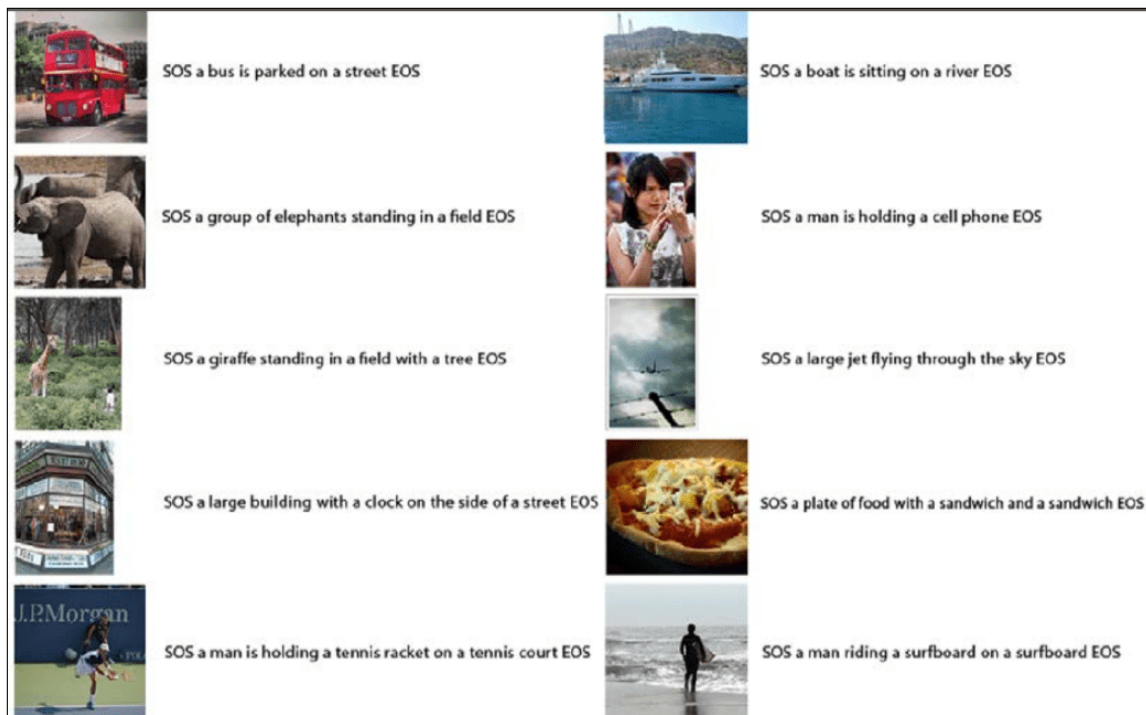 SOS a bus is parked on a street EOS
SOS a boat is sitting on a river EOS
SOS a group of elephants standing in a field EOS
SOS a man is holding a cell phone EOS
SOS a giraffe standing in a field with a tree EOS
SOS a large jet flying through the sky EOS
SOS a large building with a clock on the side of a street EOS
SOS a plate of food with a sandwich and a sandwich EOS
J.P.Morgan
SOS a man is holding a tennis racket on a tennis court EOS
SOS a man riding a surfboard on a surfboard EOS